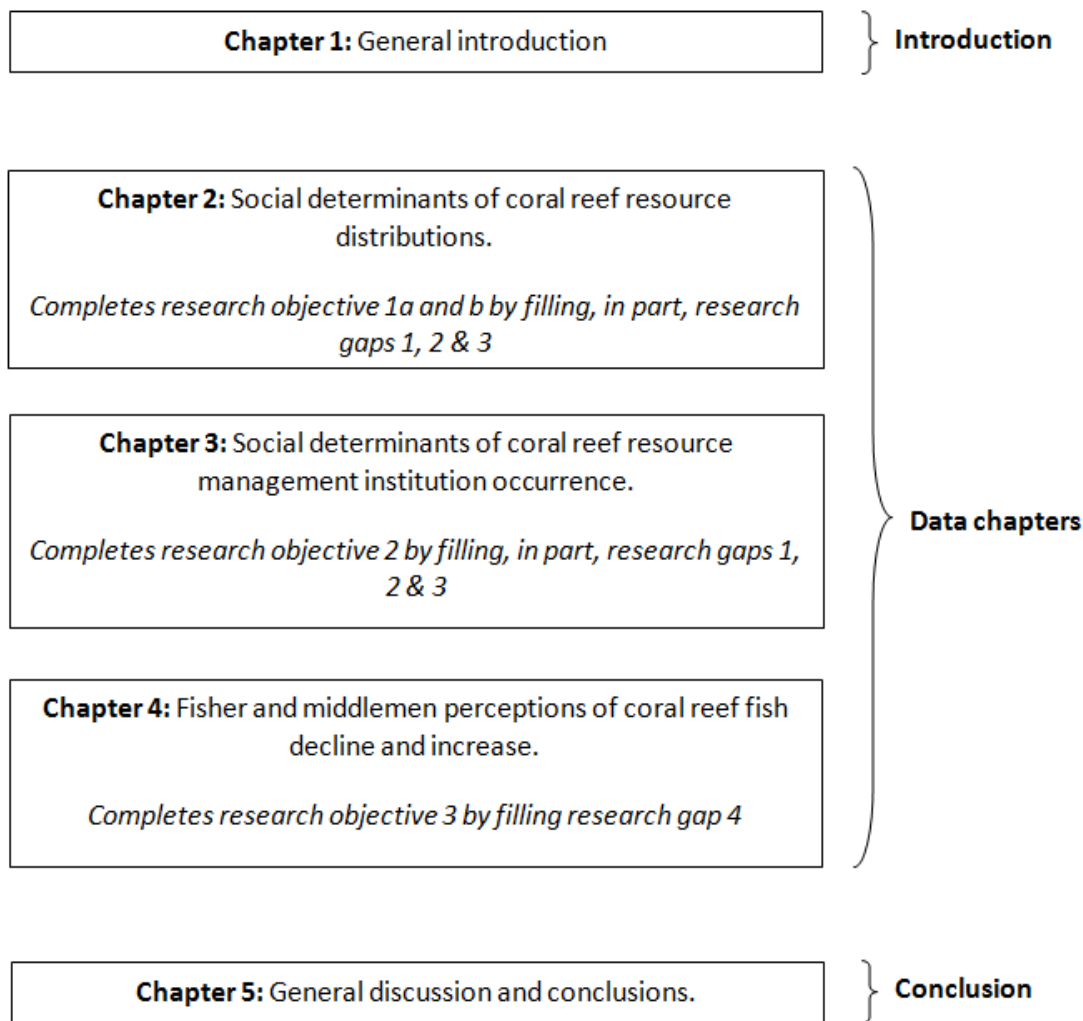 Chapter 1: General introduction
Introduction
Chapter 2: Social determinants of coral reef resource
distributions.
Completes research objective 1a and b by filling, in part, research
gaps 1, 2 & 3
Chapter 3: Social determinants of coral reef resource
management institution occurrence.
Completes research objective 2 by filling, in part, research gaps 1,
2 & 3
Data chapters
Chapter 4: Fisher and middlemen perceptions of coral reef fish
decline and increase.
Completes research objective 3 by filling research gap 4
Chapter 5: General discussion and conclusions.
Conclusion